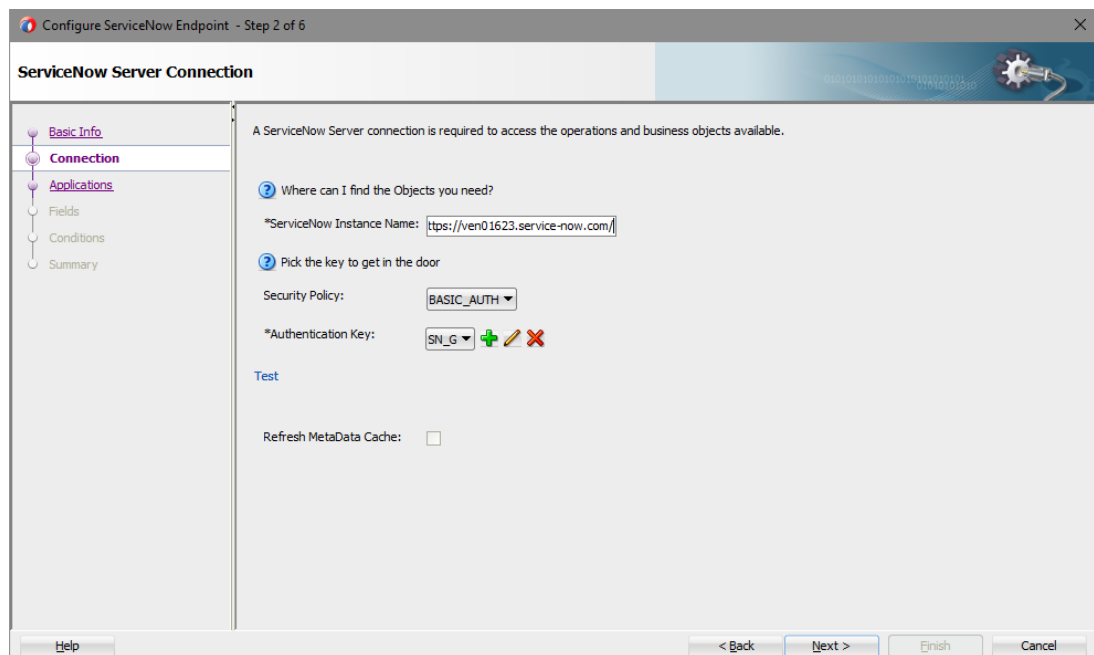 Configure ServiceNow Endpoint - Step 2 of 6
ServiceNow Server Connection
Basic Info
Connection
Applications
Fields
Conditions
Summary
A ServiceNow Server connection is required to access the operations and business objects available.
Where can I find the Objects you need?
*ServiceNow Instance Name: ttps://ven01623.service-now.com/
Pick the key to get in the door
Security Policy: BASIC_AUTH
*Authentication Key: SN_G
Test
Refresh MetaData Cache:
Help
< Back
Next >
Finish
Cancel